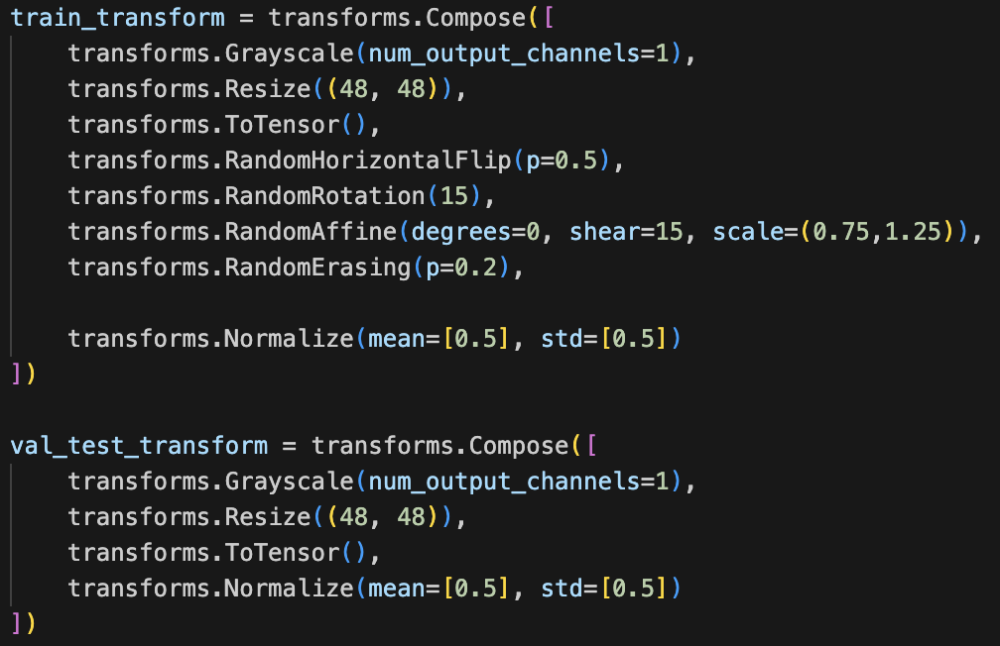 train_transform = transforms.Compose([
    transforms.Grayscale(num_output_channels=1),
    transforms.Resize((48, 48)),
    transforms.ToTensor(),
    transforms.RandomHorizontalFlip(p=0.5),
    transforms.RandomRotation(15),
    transforms.RandomAffine(degrees=0, shear=15, scale=(0.75,1.25)),
    transforms.RandomErasing(p=0.2),

    transforms.Normalize(mean=[0.5], std=[0.5])
])

val_test_transform = transforms.Compose([
    transforms.Grayscale(num_output_channels=1),
    transforms.Resize((48, 48)),
    transforms.ToTensor(),
    transforms.Normalize(mean=[0.5], std=[0.5])
])